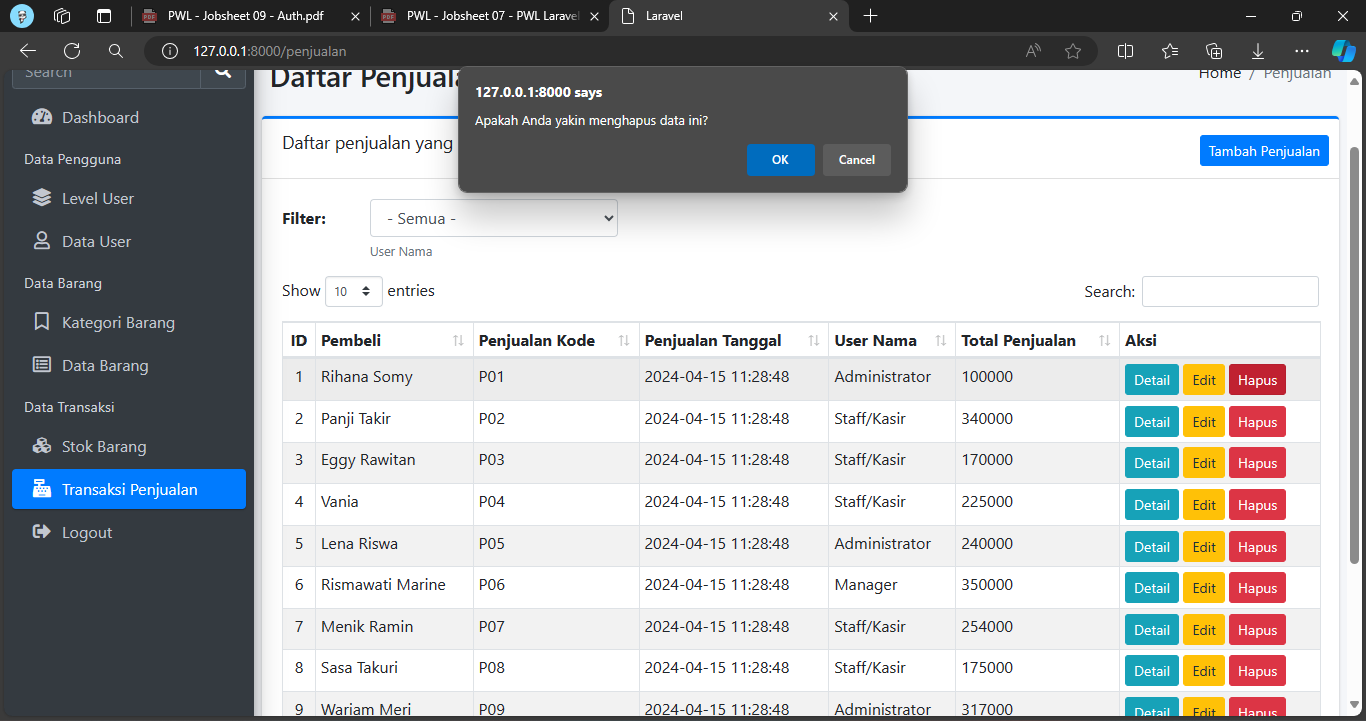 PWL - Jobsheet 09 - Auth.pdf
PWL - Jobsheet 07 - PWL Laravel
Laravel
127.0.0.1:8000/penjualan
Search
Dashboard
Data Pengguna
Level User
Data User
Data Barang
Kategori Barang
Data Barang
Data Transaksi
Stok Barang
Transaksi Penjualan
Logout
Home / Penjualan
127.0.0.1:8000 says
Apakah Anda yakin menghapus data ini?
OK Cancel
Daftar penjualan yang
Tambah Penjualan
Filter: - Semua -
User Nama
Show 10 entries
Search:
ID Pembeli Penjualan Kode Penjualan Tanggal User Nama Total Penjualan Aksi
1 Rihana Somy P01 2024-04-15 11:28:48 Administrator 100000 Detail Edit Hapus
2 Panji Takir P02 2024-04-15 11:28:48 Staff/Kasir 340000 Detail Edit Hapus
3 Eggy Rawitan P03 2024-04-15 11:28:48 Staff/Kasir 170000 Detail Edit Hapus
4 Vania P04 2024-04-15 11:28:48 Staff/Kasir 225000 Detail Edit Hapus
5 Lena Riswa P05 2024-04-15 11:28:48 Administrator 240000 Detail Edit Hapus
6 Rismawati Marine P06 2024-04-15 11:28:48 Manager 350000 Detail Edit Hapus
7 Menik Ramin P07 2024-04-15 11:28:48 Staff/Kasir 254000 Detail Edit Hapus
8 Sasa Takuri P08 2024-04-15 11:28:48 Staff/Kasir 175000 Detail Edit Hapus
9 Wariam Meri P09 2024-04-15 11:28:48 Administrator 317000 Detail Edit Hapus